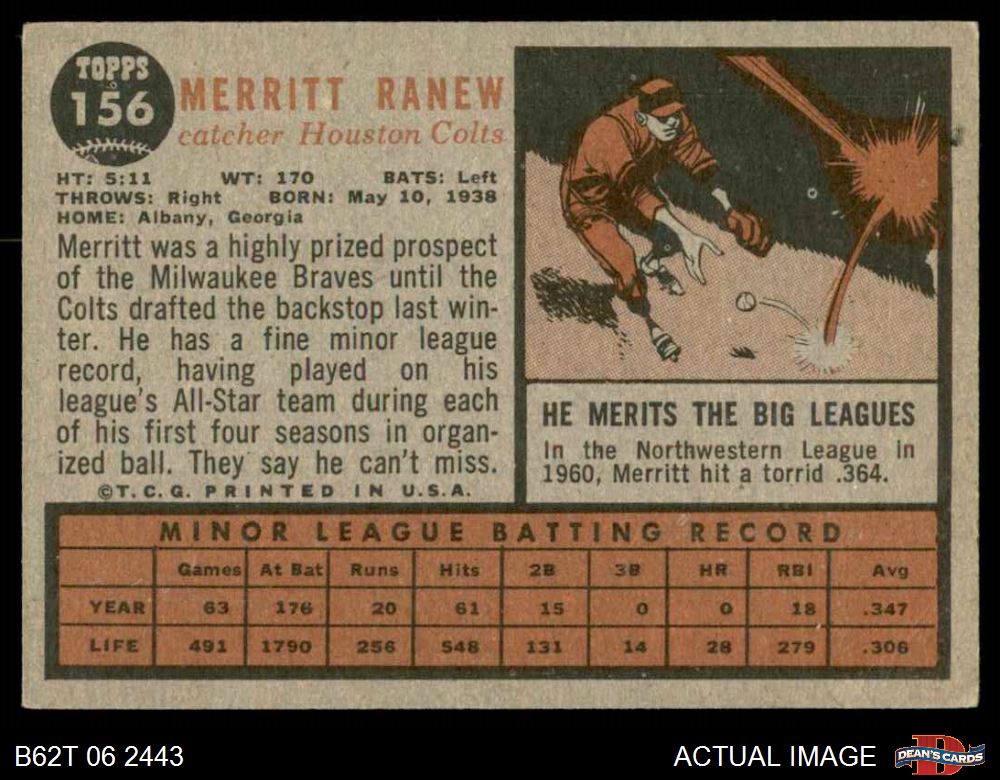 TOPPS
156
MERRITT RANEW
catcher Houston Colts
HT: 5:11 WT: 170 BATS: Left
THROWS: Right BORN: May 10, 1938
HOME: Albany, Georgia
Merritt was a highly prized prospect
of the Milwaukee Braves until the
Colts drafted the backstop last win-
ter. He has a fine minor league
record, having played on his
league's All-Star team during each
of his first four seasons in organ-
ized ball. They say he can't miss.
©T.C.G. PRINTED IN U.S.A.
HE MERITS THE BIG LEAGUES
In the Northwestern League in
1960, Merritt hit a torrid .364.
MINOR LEAGUE BATTING RECORD
Games At Bat Runs Hits 2B 3B HR RBI Avg
YEAR 63 176 20 61 15 0 0 18 .347
LIFE 491 1790 256 548 131 14 28 279 .306
B62T 06 2443 ACTUAL IMAGE DEAN'S CARDS